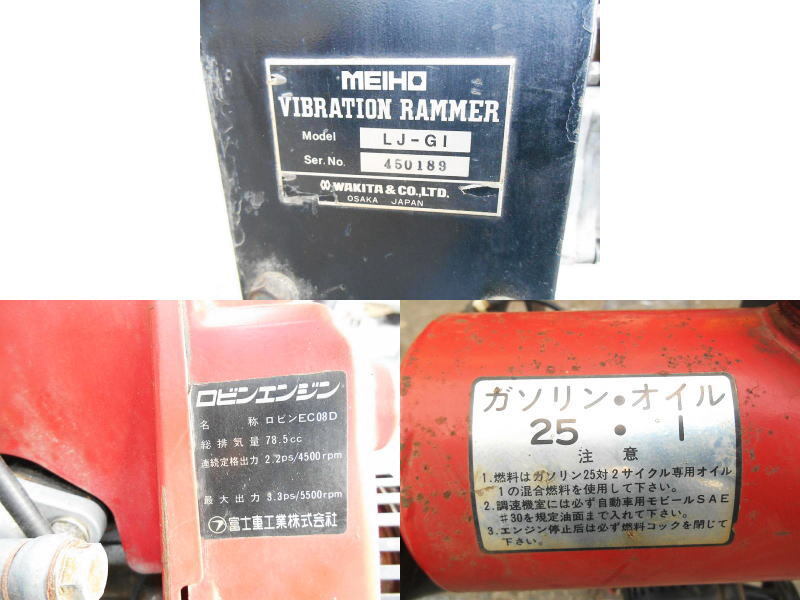 MEIHO
VIBRATION RAMMER
Model LJ-GI
Ser. No. 450189
WAKITA & CO., LTD.
OSAKA JAPAN
ロビンエンジン
名称 ロビンEC08D
総排気量 78.5cc
連続定格出力 2.2ps/4500rpm
最大出力 3.3ps/5500rpm
富士重工業株式会社
ガソリン・オイル
25・1
注意
1.燃料はガソリン25対2サイクル専用オイル
1の混合燃料を使用して下さい。
2.調速機室には必ず自動車用モビールSAE
#30を規定油面まで入れて下さい。
3.エンジン停止后は必ず燃料コックを閉じて
下さい。